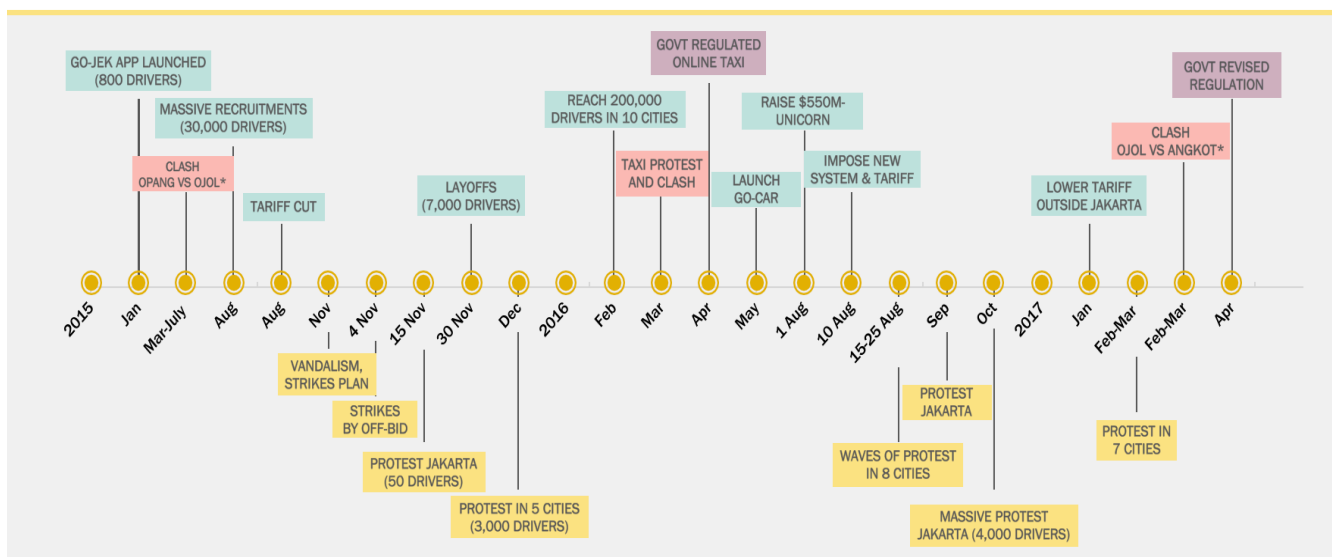 GO-JEK APP LAUNCHED
(800 DRIVERS)
MASSIVE RECRUITMENTS
(30,000 DRIVERS)
CLASH
OPANG VS OJOL*
TARIFF CUT
LAYOFFS
(7,000 DRIVERS)
REACH 200,000
DRIVERS IN 10 CITIES
TAXI PROTEST
AND CLASH
GOVT REGULATED
ONLINE TAXI
LAUNCH
GO-CAR
RAISE $550M-
UNICORN
IMPOSE NEW
SYSTEM & TARIFF
LOWER TARIFF
OUTSIDE JAKARTA
CLASH
OJOL VS ANGKOT*
GOVT REVISED
REGULATION
2015
Jan
Mar-July
Aug
Aug
Nov
4 Nov
15 Nov
30 Nov
Dec
2016
Feb
Mar
Apr
May
1 Aug
10 Aug
15-25 Aug
Sep
Oct
2017
Jan
Feb-Mar
Feb-Mar
Apr
VANDALISM,
STRIKES PLAN
STRIKES
BY OFF-BID
PROTEST JAKARTA
(50 DRIVERS)
PROTEST IN 5 CITIES
(3,000 DRIVERS)
WAVES OF PROTEST
IN 8 CITIES
PROTEST
JAKARTA
MASSIVE PROTEST
JAKARTA (4,000 DRIVERS)
PROTEST IN
7 CITIES